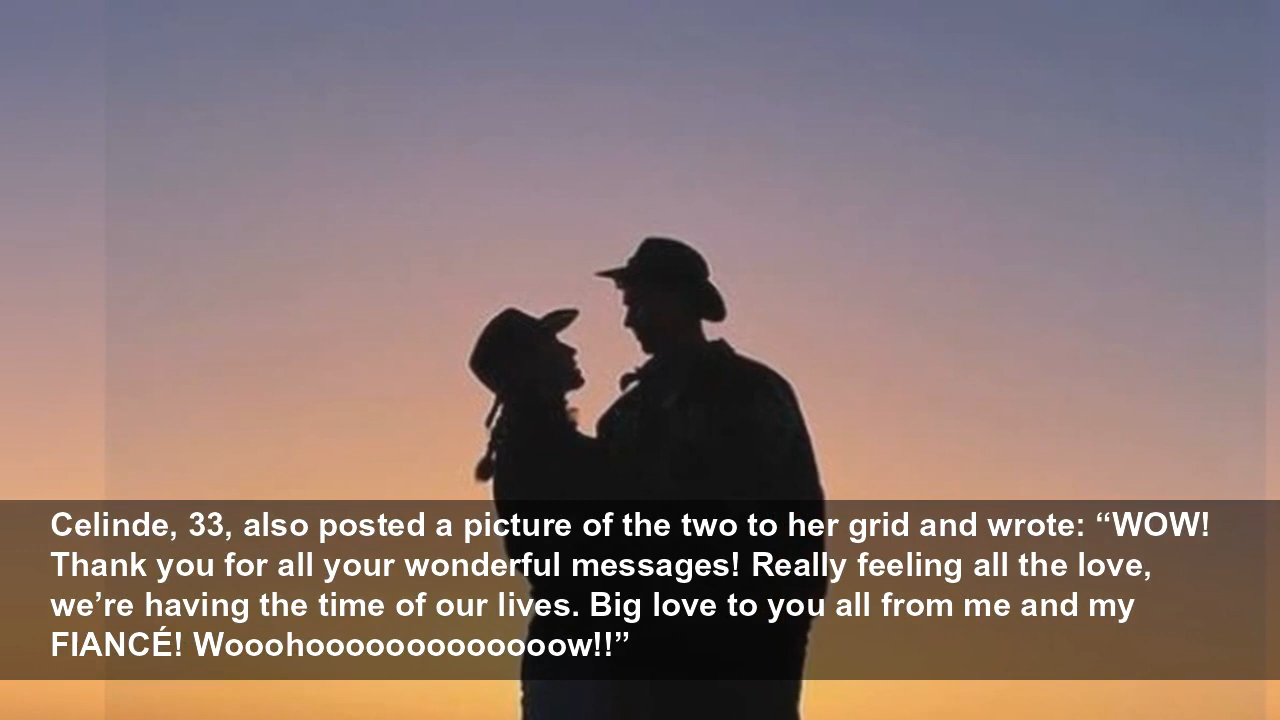 Celinde, 33, also posted a picture of the two to her grid and wrote: “WOW!
Thank you for all your wonderful messages! Really feeling all the love,
we’re having the time of our lives. Big love to you all from me and my
FIANCÉ! Wooohooooooooooooow!!”